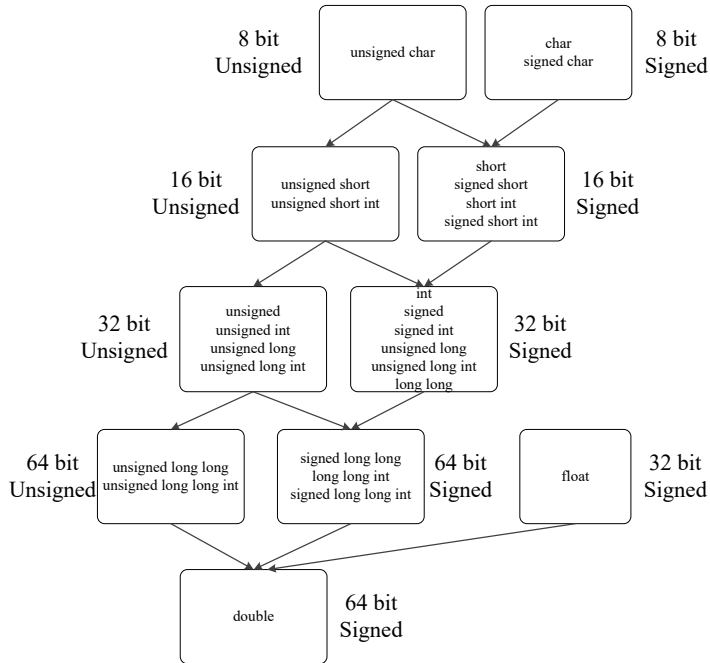 8 bit
Unsigned
unsigned char
char
signed char
8 bit
Signed
16 bit
Unsigned
unsigned short
unsigned short int
short
signed short
short int
signed short int
16 bit
Signed
32 bit
Unsigned
unsigned
unsigned int
unsigned long
unsigned long int
int
signed
signed int
unsigned long
unsigned long int
long long
32 bit
Signed
64 bit
Unsigned
unsigned long long
unsigned long long int
signed long long
long long int
signed long long int
64 bit
Signed
float
32 bit
Signed
double
64 bit
Signed